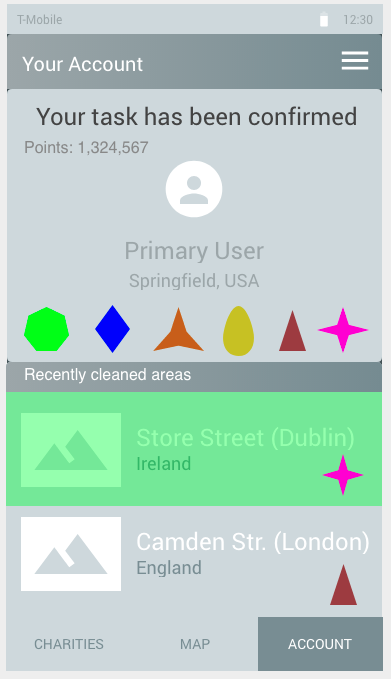 T-Mobile 12:30
Your Account
Your task has been confirmed
Points: 1,324,567
Primary User
Springfield, USA
Recently cleaned areas
Store Street (Dublin)
Ireland
Camden Str. (London)
England
CHARITIES MAP ACCOUNT